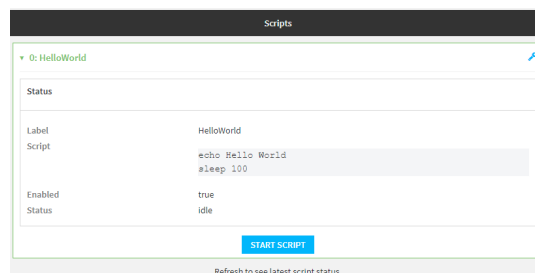 Scripts
0: HelloWorld
Status
Label HelloWorld
Script
echo Hello World
sleep 100
Enabled true
Status idle
START SCRIPT
Refresh to see latest script status